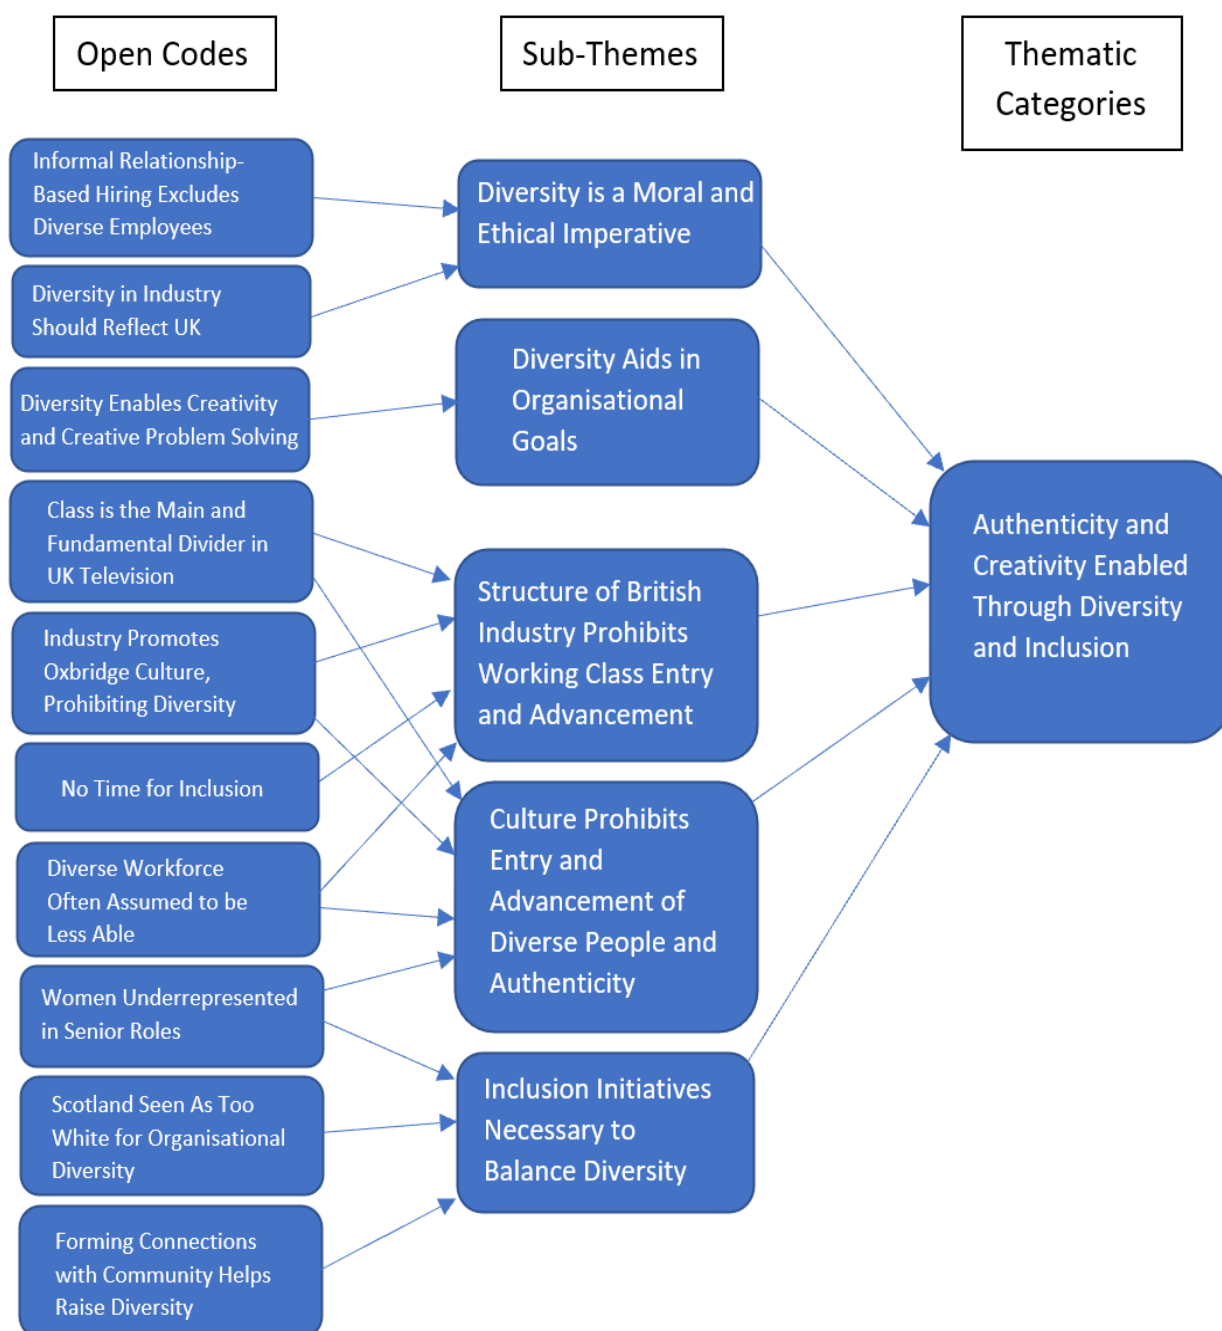 Open Codes
Sub-Themes
Thematic
Categories
Informal Relationship-
Based Hiring Excludes
Diverse Employees
Diversity in Industry
Should Reflect UK
Diversity Enables Creativity
and Creative Problem Solving
Class is the Main and
Fundamental Divider in
UK Television
Industry Promotes
Oxbridge Culture,
Prohibiting Diversity
No Time for Inclusion
Diverse Workforce
Often Assumed to be
Less Able
Women Underrepresented
in Senior Roles
Scotland Seen As Too
White for Organisational
Diversity
Forming Connections
with Community Helps
Raise Diversity
Diversity is a Moral and
Ethical Imperative
Diversity Aids in
Organisational
Goals
Structure of British
Industry Prohibits
Working Class Entry
and Advancement
Culture Prohibits
Entry and
Advancement of
Diverse People and
Authenticity
Inclusion Initiatives
Necessary to
Balance Diversity
Authenticity and
Creativity Enabled
Through Diversity
and Inclusion